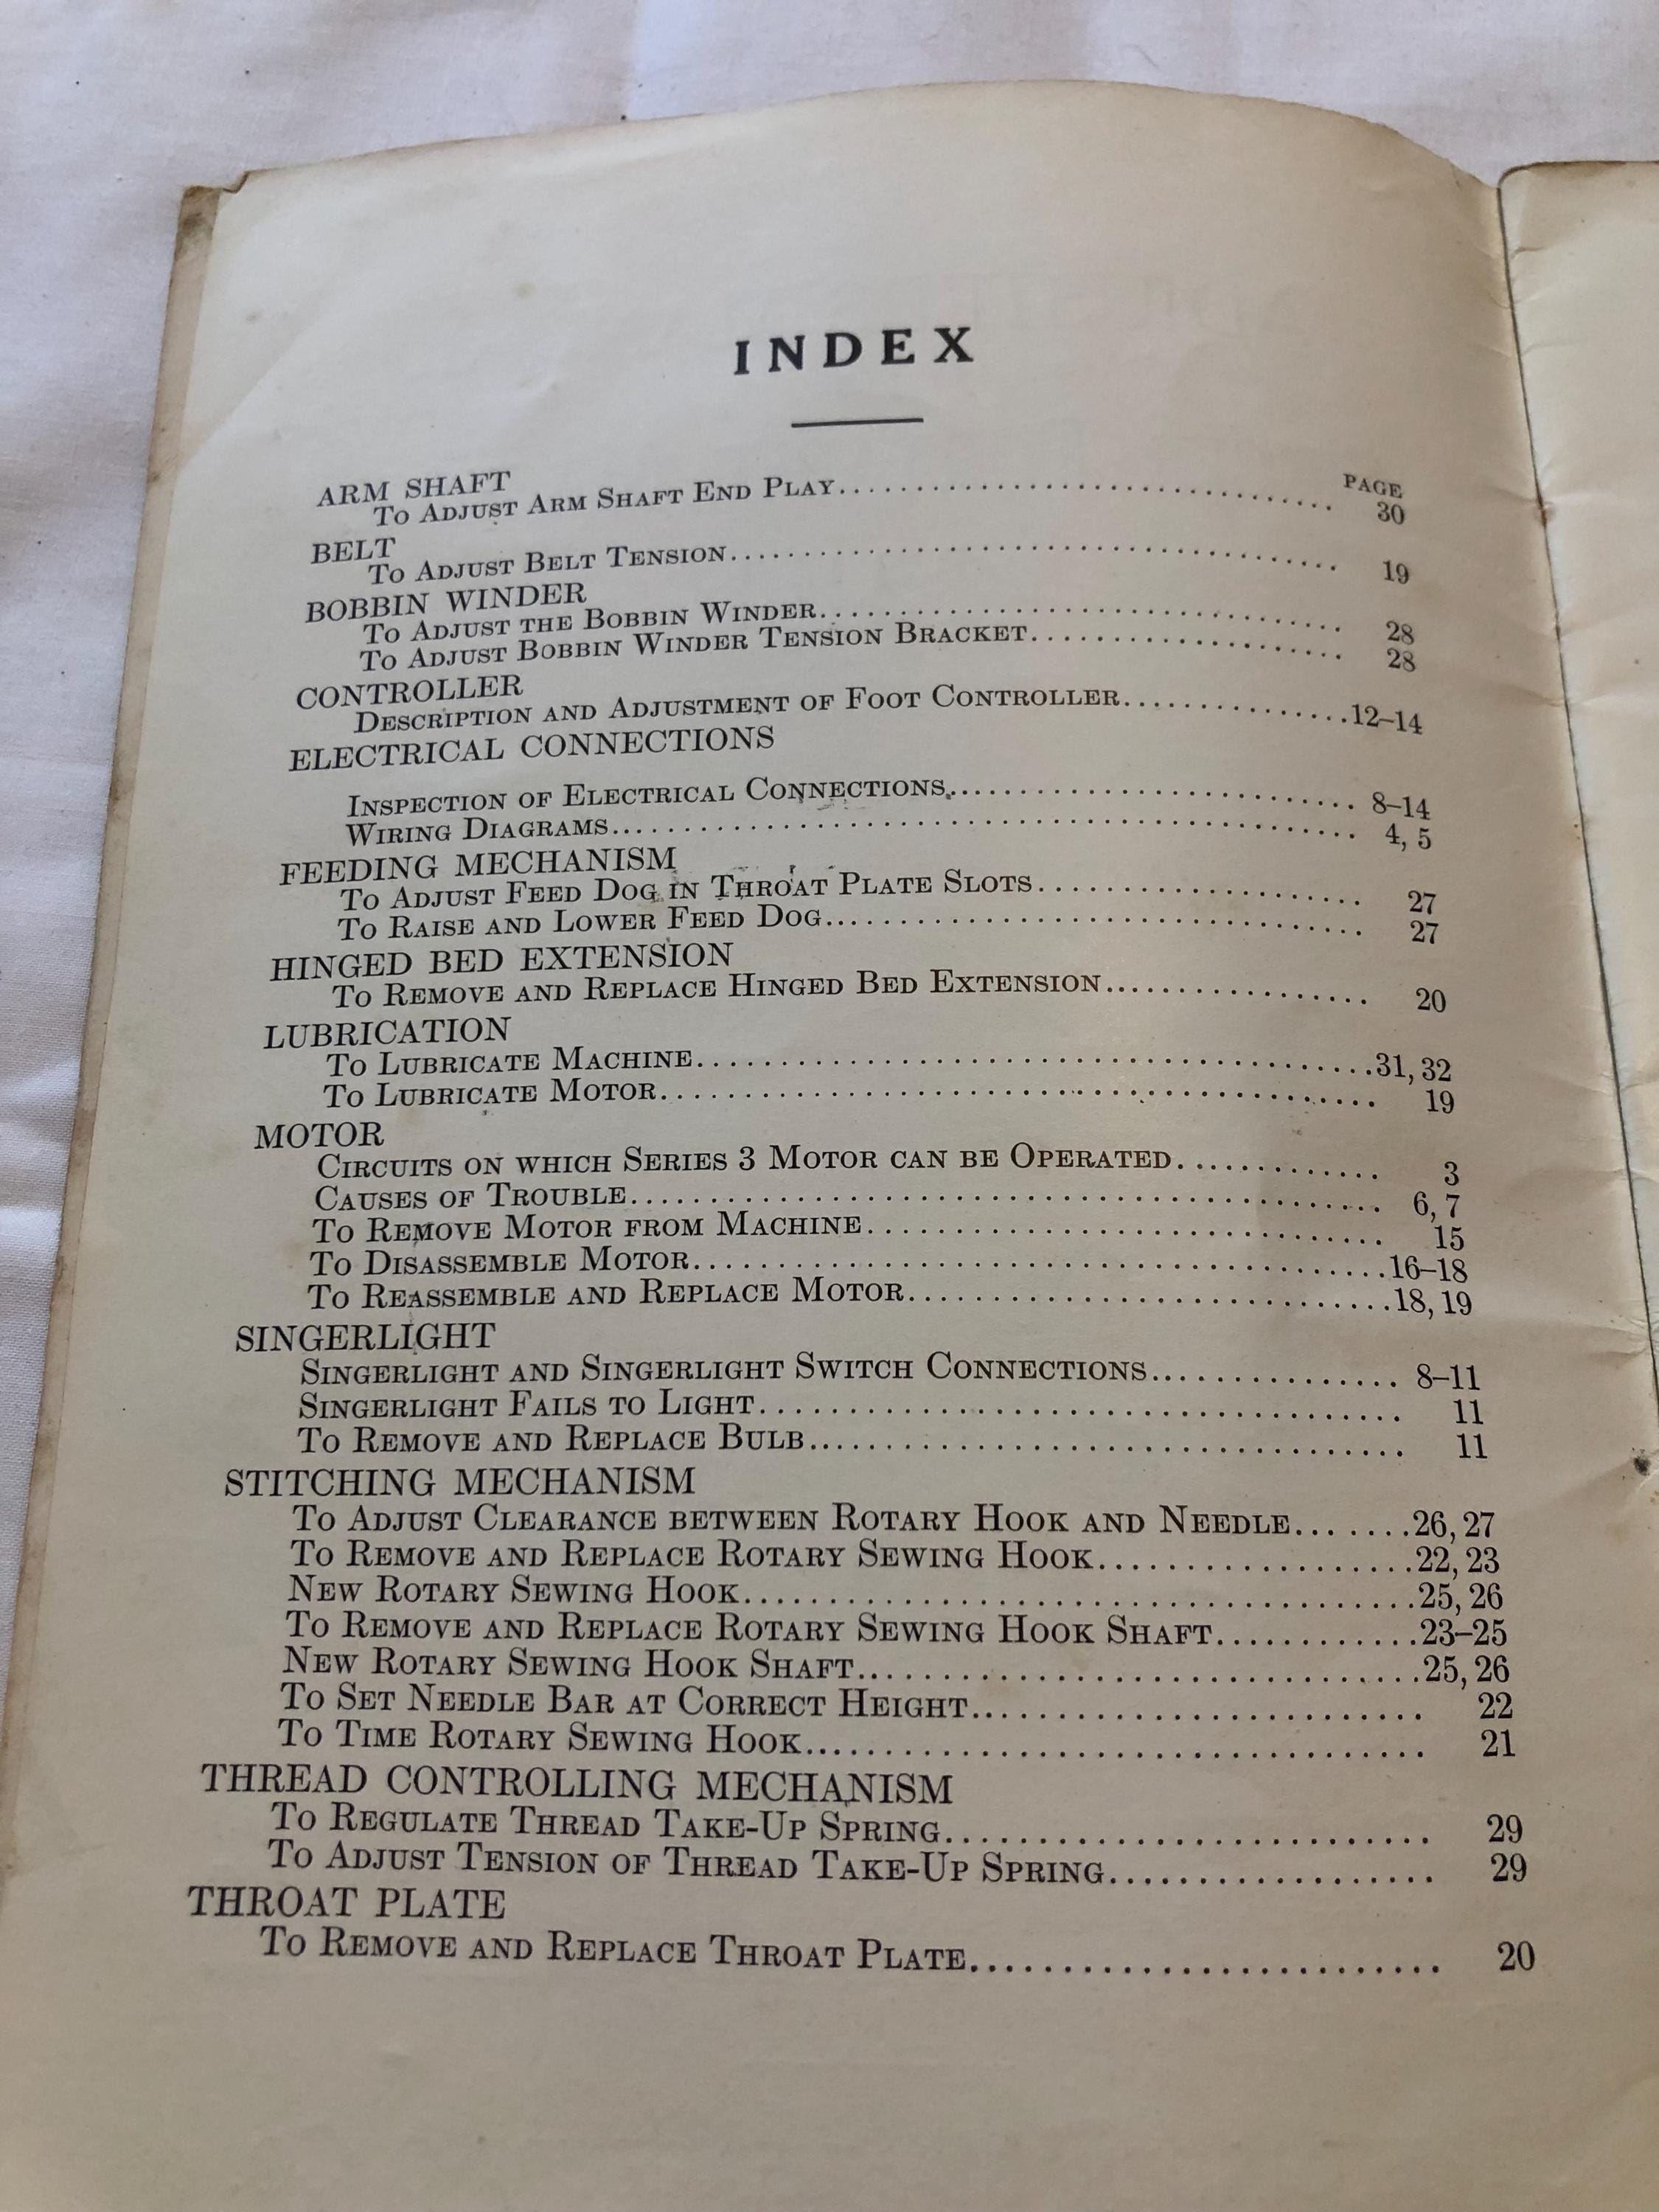 INDEX
PAGE
ARM SHAFT
To Adjust Arm Shaft End Play........................................ 30
BELT
To Adjust Belt Tension........................................ 19
BOBBIN WINDER
To Adjust the Bobbin Winder........................................ 28
To Adjust Bobbin Winder Tension Bracket........................ 28
CONTROLLER
Description and Adjustment of Foot Controller................12–14
ELECTRICAL CONNECTIONS
Inspection of Electrical Connections............................ 8–14
Wiring Diagrams.................................................. 4, 5
FEEDING MECHANISM
To Adjust Feed Dog in Throat Plate Slots...................... 27
To Raise and Lower Feed Dog.................................... 27
HINGED BED EXTENSION
To Remove and Replace Hinged Bed Extension................. 20
LUBRICATION
To Lubricate Machine............................................31, 32
To Lubricate Motor.............................................. 19
MOTOR
Circuits on which Series 3 Motor can be Operated............. 3
Causes of Trouble.............................................. 6, 7
To Remove Motor from Machine................................ 15
To Disassemble Motor............................................16–18
To Reassemble and Replace Motor..............................18, 19
SINGERLIGHT
Singerlight and Singerlight Switch Connections................ 8–11
Singerlight Fails to Light...................................... 11
To Remove and Replace Bulb.................................... 11
STITCHING MECHANISM
To Adjust Clearance between Rotary Hook and Needle........26, 27
To Remove and Replace Rotary Sewing Hook....................22, 23
New Rotary Sewing Hook........................................25, 26
To Remove and Replace Rotary Sewing Hook Shaft............23–25
New Rotary Sewing Hook Shaft..................................25, 26
To Set Needle Bar at Correct Height............................ 22
To Time Rotary Sewing Hook.................................... 21
THREAD CONTROLLING MECHANISM
To Regulate Thread Take-Up Spring............................ 29
To Adjust Tension of Thread Take-Up Spring................... 29
THROAT PLATE
To Remove and Replace Throat Plate........................... 20